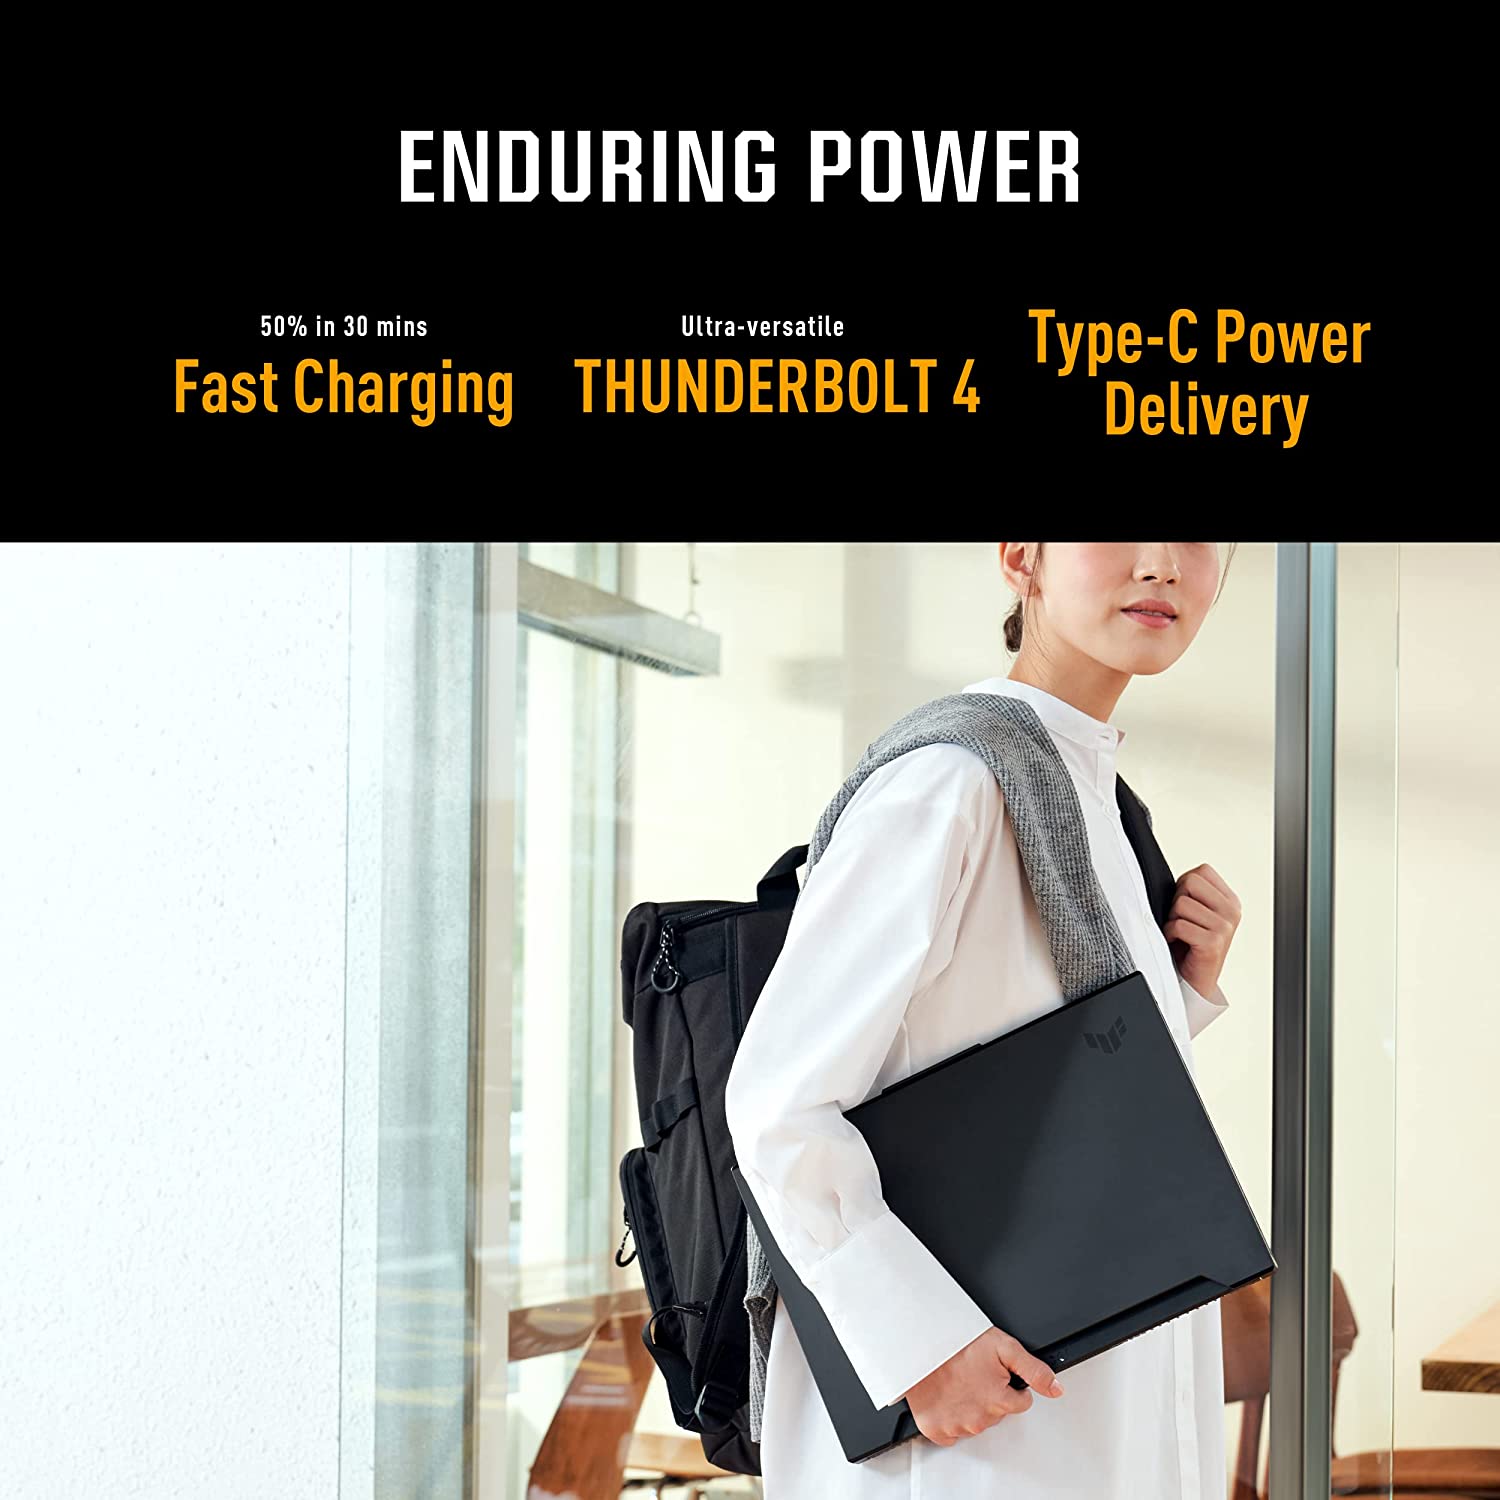 ENDURING POWER
50% in 30 mins
Fast Charging
Ultra-versatile
THUNDERBOLT 4
Type-C Power
Delivery